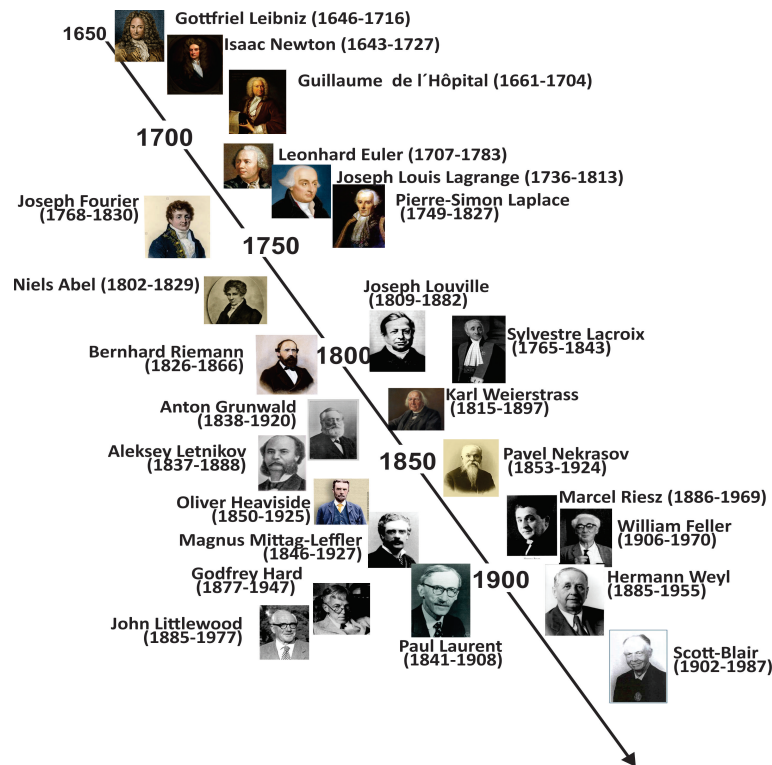 Gottfriel Leibniz (1646-1716)
1650
Isaac Newton (1643-1727)
Guillaume de l´Hôpital (1661-1704)
1700
Leonhard Euler (1707-1783)
Joseph Louis Lagrange (1736-1813)
Pierre-Simon Laplace
(1749-1827)
Joseph Fourier
(1768-1830)
1750
Niels Abel (1802-1829)
Joseph Louville
(1809-1882)
Sylvestre Lacroix
(1765-1843)
Bernhard Riemann
(1826-1866)
1800
Karl Weierstrass
(1815-1897)
Anton Grunwald
(1838-1920)
Aleksey Letnikov
(1837-1888)
1850
Pavel Nekrasov
(1853-1924)
Marcel Riesz (1886-1969)
Oliver Heaviside
(1850-1925)
William Feller
(1906-1970)
Magnus Mittag-Leffler
(1846-1927)
Godfrey Hard
(1877-1947)
1900
Hermann Weyl
(1885-1955)
John Littlewood
(1885-1977)
Paul Laurent
(1841-1908)
Scott-Blair
(1902-1987)